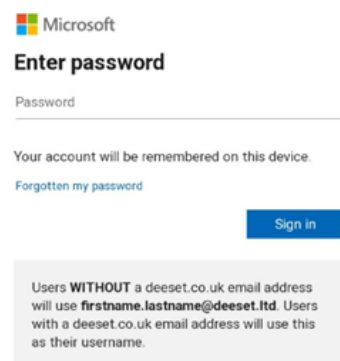 Microsoft
Enter password
Password
Your account will be remembered on this device.
Forgotten my password
Sign in
Users WITHOUT a deeset.co.uk email address
will use firstname.lastname@deeset.ltd. Users
with a deeset.co.uk email address will use this
as their username.